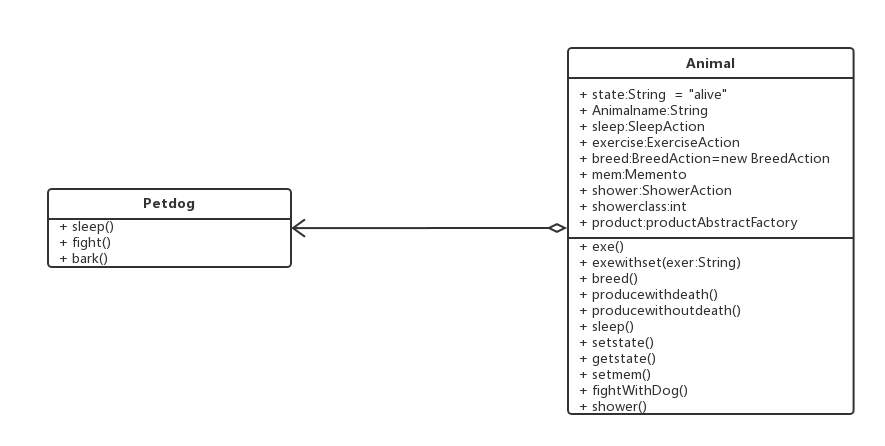 Petdog
+ sleep()
+ fight()
+ bark()
Animal
+ state:String = "alive"
+ Animalname:String
+ sleep:SleepAction
+ exercise:ExerciseAction
+ breed:BreedAction=new BreedAction
+ mem:Memento
+ shower:ShowerAction
+ showerclass:int
+ product:productAbstractFactory
+ exe()
+ exewithset(exer:String)
+ breed()
+ producewithdeath()
+ producewithoutdeath()
+ sleep()
+ setstate()
+ getstate()
+ setmem()
+ fightWithDog()
+ shower()